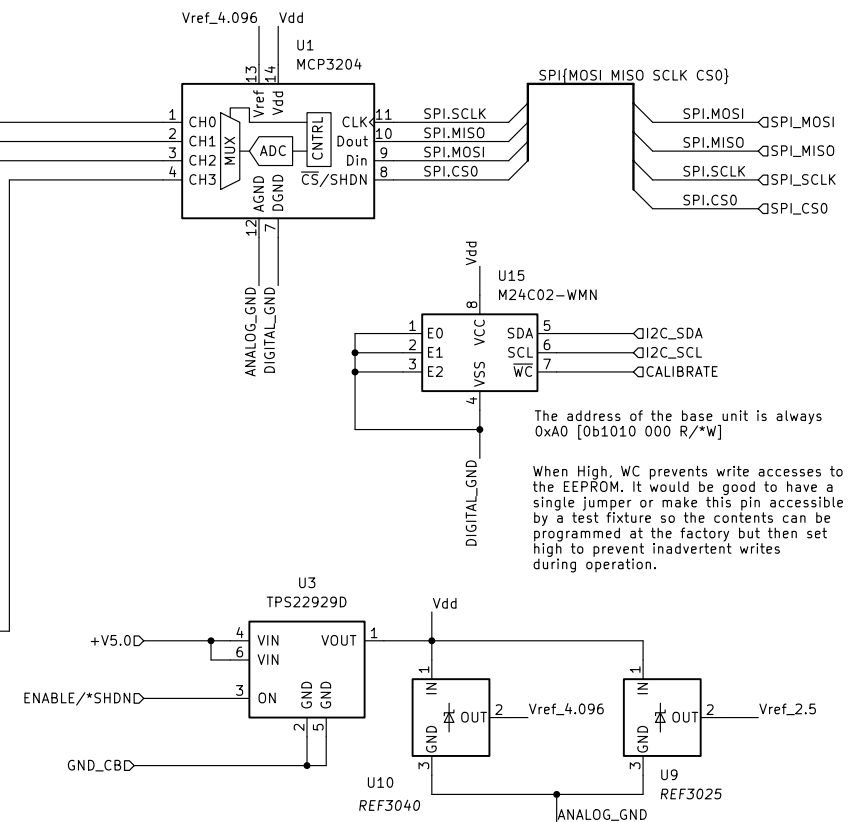 Vref_4.096 Vdd
U1
MCP3204
13 14
Vref
Vdd
1 CH0
2 CH1
3 CH2
4 CH3
MUX
ADC
CNTRL
CLK 11 SPI.SCLK
Dout 10 SPI.MISO
Din 9 SPI.MOSI
CS/SHDN 8 SPI.CS0
AGND
DGND
12 7
ANALOG_GND
DIGITAL_GND
SPI{MOSI MISO SCLK CS0}
SPI.MOSI SPI_MOSI
SPI.MISO SPI_MISO
SPI.SCLK SPI_SCLK
SPI.CS0 SPI_CS0
Vdd
U15
M24C02-WMN
8
VCC
1 E0
2 E1
3 E2
SDA 5 I2C_SDA
SCL 6 I2C_SCL
WC 7 CALIBRATE
VSS
4
DIGITAL_GND
The address of the base unit is always
0xA0 [0b1010 000 R/*W]
When High, WC prevents write accesses to
the EEPROM. It would be good to have a
single jumper or make this pin accessible
by a test fixture so the contents can be
programmed at the factory but then set
high to prevent inadvertent writes
during operation.
U3
TPS22929D
+V5.0 4 VIN
6 VIN
ENABLE/*SHDN 3 ON
VOUT 1
GND
GND
2 5
GND_CB
Vdd
1
IN
OUT 2 Vref_4.096
GND
3
U10
REF3040
1
IN
OUT 2 Vref_2.5
GND
3
U9
REF3025
ANALOG_GND